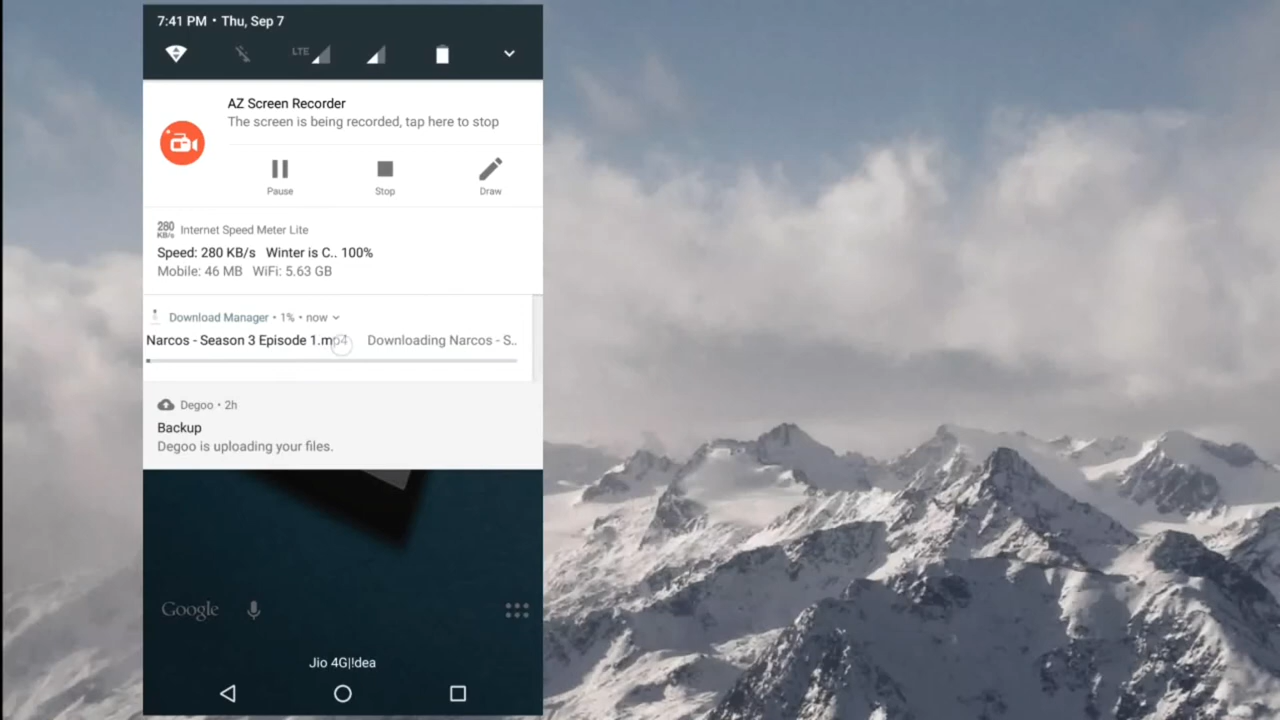 7:41 PM • Thu, Sep 7
LTE
AZ Screen Recorder
The screen is being recorded, tap here to stop
Pause
Stop
Draw
280 KB/s
Internet Speed Meter Lite
Speed: 280 KB/s Winter is C.. 100%
Mobile: 46 MB WiFi: 5.63 GB
Download Manager • 1% • now
Narcos - Season 3 Episode 1.mp4 Downloading Narcos - S..
Degoo • 2h
Backup
Degoo is uploading your files.
Google
Jio 4G|!dea